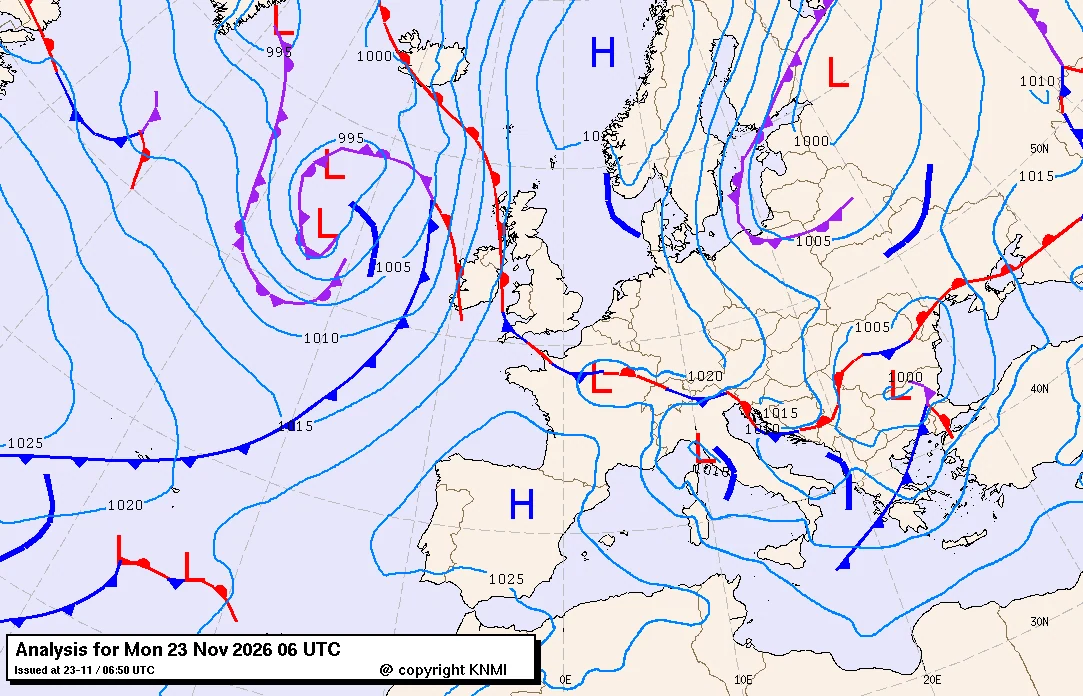 L
995
1000
H
L
1010
995
L
1000
50N
1015
L
1005
1005
1010
1005
40N
L
1020
1000
L
1015
1015
1025
L
1020
H
L
L
1025
30N
Analysis for Mon 23 Nov 2026 06 UTC
Issued at 23-11 / 06:50 UTC
@ copyright KNMI
0E
10E
20E